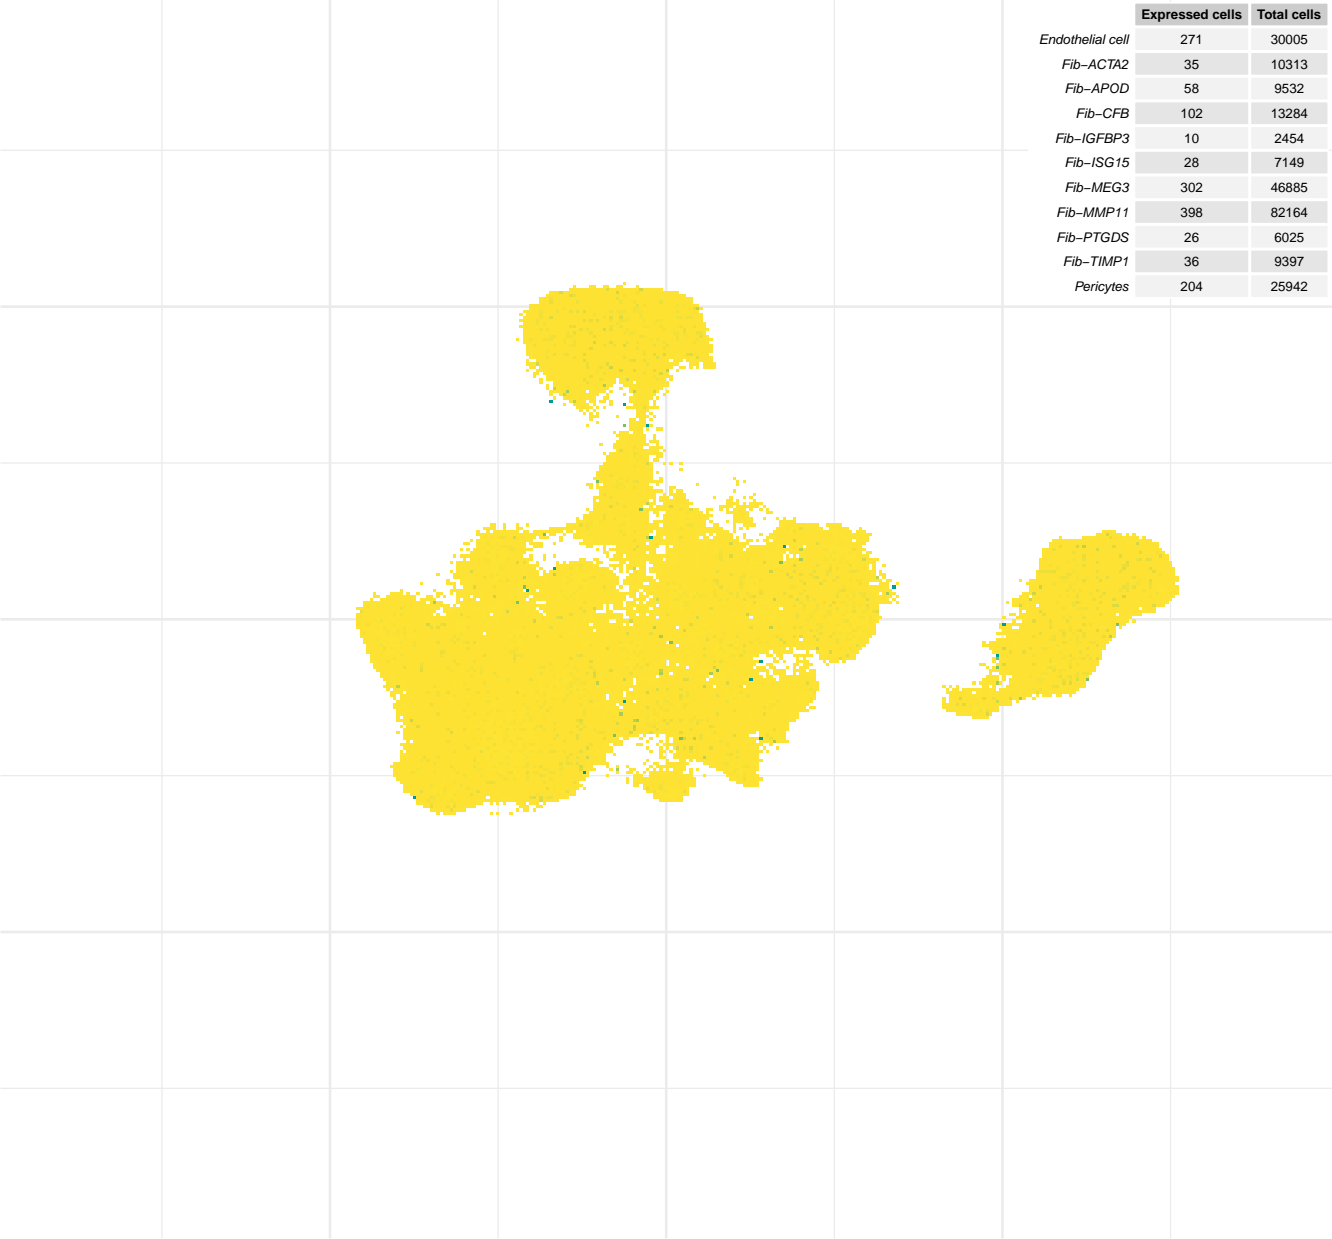 Expressed cells Total cells
Endothelial cell 271 30005
Fib−ACTA2 35 10313
Fib−APOD 58 9532
Fib−CFB 102 13284
Fib−IGFBP3 10 2454
Fib−ISG15 28 7149
Fib−MEG3 302 46885
Fib−MMP11 398 82164
Fib−PTGDS 26 6025
Fib−TIMP1 36 9397
Pericytes 204 25942